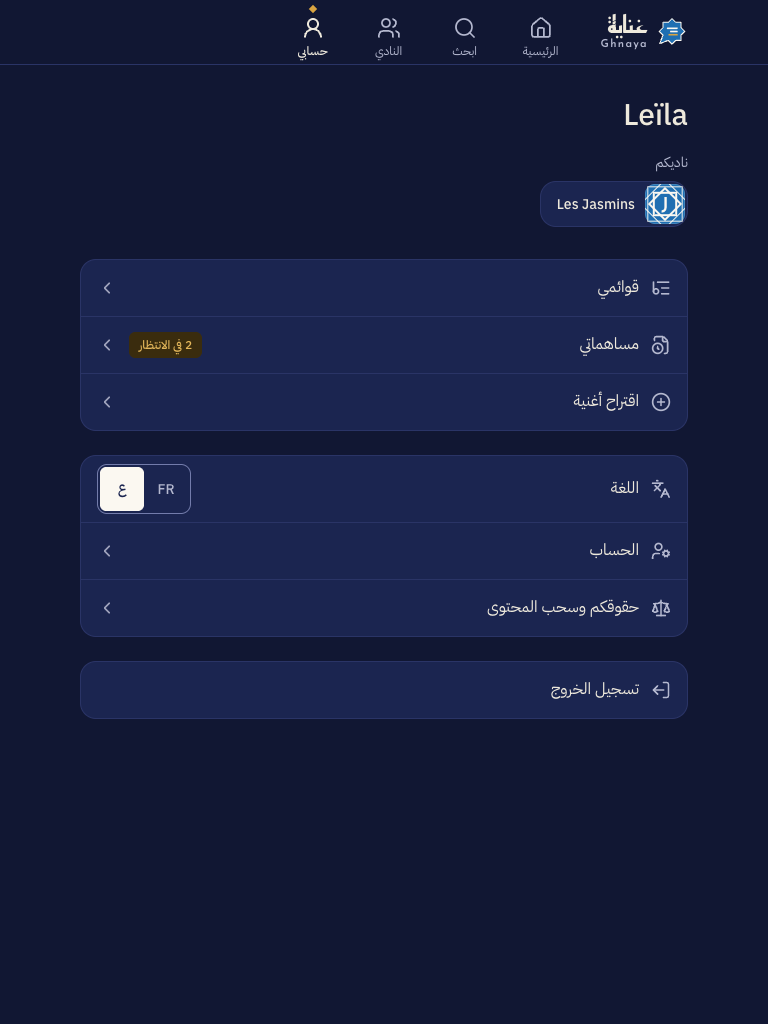 غناية
Ghnaya
الرئيسية
ابحث
النادي
حسابي
Leïla
ناديكم
J
Les Jasmins
قوائمي
مساهماتي
2 في الانتظار
اقتراح أغنية
اللغة
FR
ع
الحساب
حقوقكم وسحب المحتوى
تسجيل الخروج